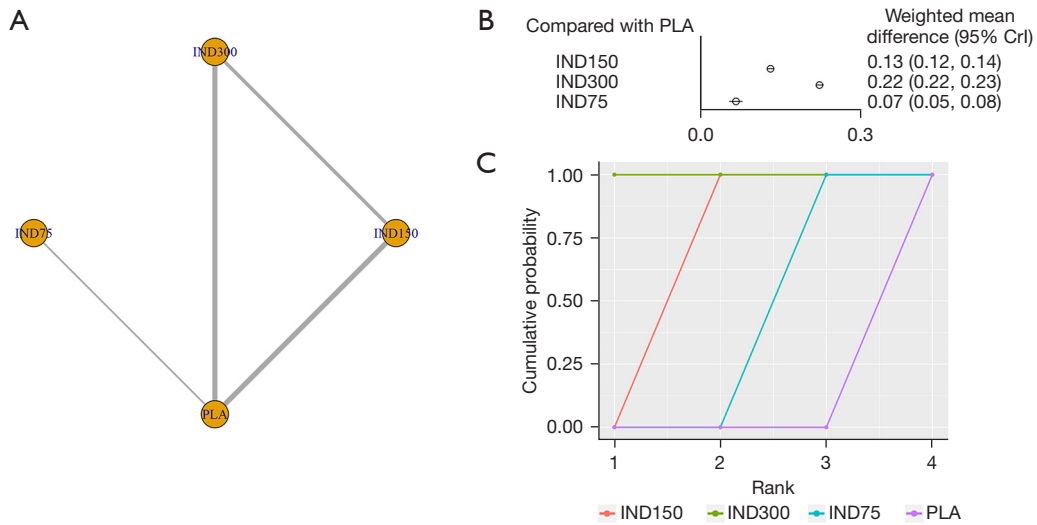 A
IND300
IND75
IND150
PLA
B
Compared with PLA
Weighted mean
difference (95% CrI)
IND150
0.13 (0.12, 0.14)
IND300
0.22 (0.22, 0.23)
IND75
0.07 (0.05, 0.08)
0.0
0.3
C
Cumulative probability
1.00
0.75
0.50
0.25
0.00
1
2
3
4
Rank
IND150
IND300
IND75
PLA